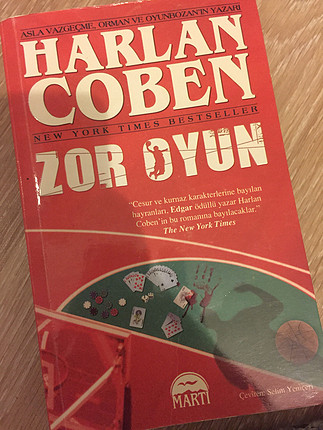 ASLA VAZGEÇME, ORMAN VE OYUNBOZAN'IN YAZARI
HARLAN
COBEN
NEW YORK TIMES BESTSELLER
ZOR OYUN
"Cesur ve kurnaz karakterlerine bayılan
hayranları, Edgar ödüllü yazar Harlan
Coben'in bu romanına bayılacaklar."
The New York Times
MARTI
Çeviren: Selim Yeniçeri